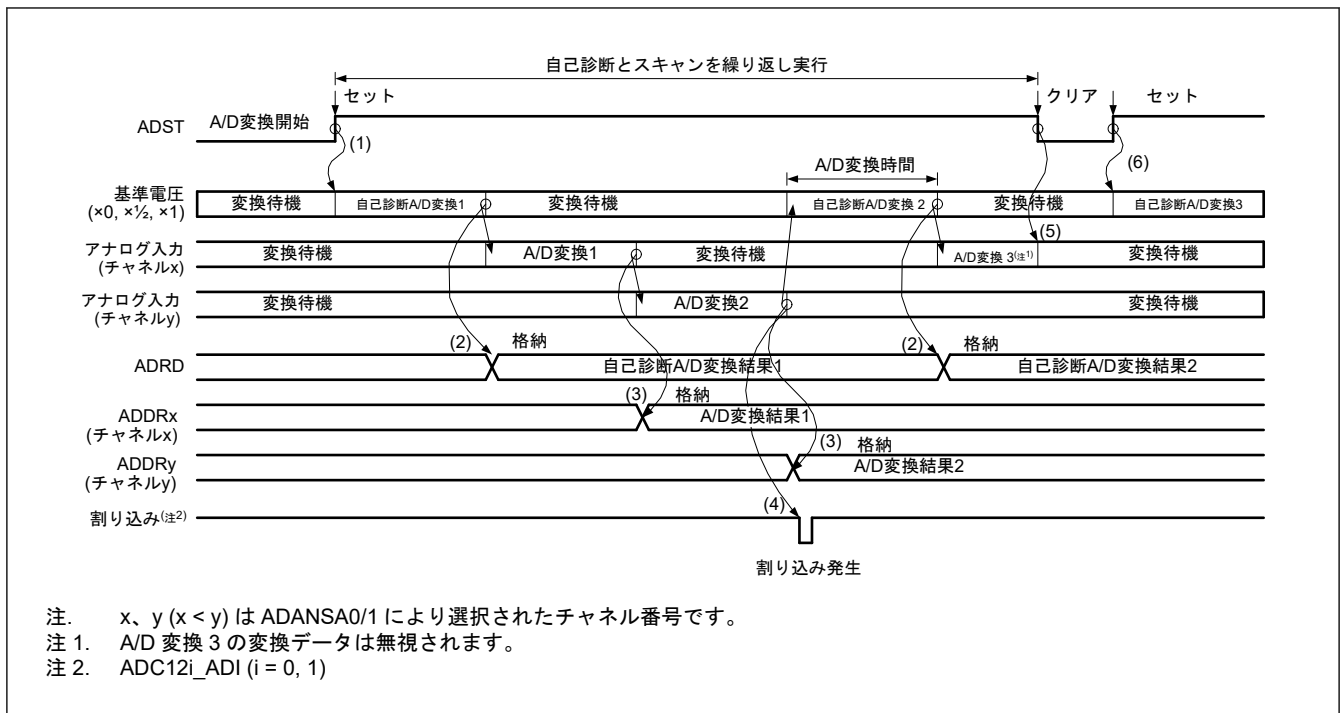 自己診断とスキャンを繰り返し実行
セット
クリア
セット
ADST
A/D変換開始
(1)
(6)
A/D変換時間
基準電圧
(×0, ×½, ×1)
変換待機
自己診断A/D変換1
変換待機
自己診断A/D変換 2
変換待機
自己診断A/D変換3
(5)
アナログ入力
(チャネルx)
変換待機
A/D変換1
変換待機
A/D変換 3(注1)
変換待機
アナログ入力
(チャネルy)
変換待機
A/D変換2
変換待機
(2)
格納
(2)
格納
ADRD
自己診断A/D変換結果1
自己診断A/D変換結果2
(3)
格納
ADDRx
(チャネルx)
A/D変換結果1
(3)
格納
ADDRy
(チャネルy)
A/D変換結果2
(4)
割り込み(注2)
割り込み発生
注. x、y (x < y) は ADANSA0/1 により選択されたチャネル番号です。
注 1. A/D 変換 3 の変換データは無視されます。
注 2. ADC12i_ADI (i = 0, 1)